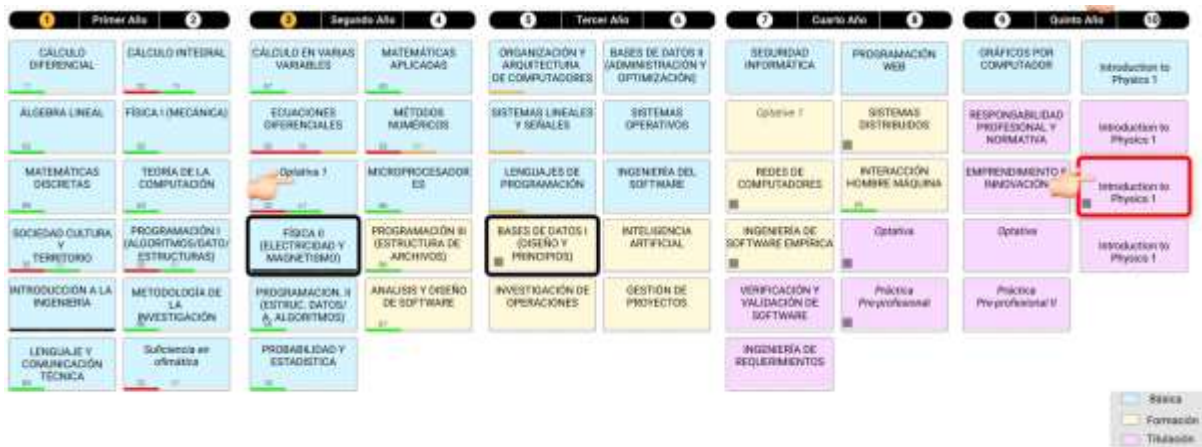 1 Primer Año 2
3 Segundo Año 4
5 Tercer Año 6
7 Cuarto Año 8
9 Quinto Año 10
CÁLCULO
DIFERENCIAL
ÁLGEBRA LINEAL
MATEMÁTICAS
DISCRETAS
SOCIEDAD CULTURA
Y
TERRITORIO
INTRODUCCIÓN A LA
INGENIERÍA
LENGUAJE Y
COMUNICACIÓN
TÉCNICA
CÁLCULO INTEGRAL
FÍSICA I (MECÁNICA)
TEORÍA DE LA
COMPUTACIÓN
PROGRAMACIÓN I
(ALGORITMOS/DATO/
ESTRUCTURAS)
METODOLOGÍA DE
LA
INVESTIGACIÓN
Suficiencia en
ofimática
CÁLCULO EN VARIAS
VARIABLES
ECUACIONES
DIFERENCIALES
Optativa 1
FÍSICA II
(ELECTRICIDAD Y
MAGNETISMO)
PROGRAMACION. II
(ESTRUC. DATOS/
A. ALGORITMOS)
PROBABILIDAD Y
ESTADÍSTICA
MATEMÁTICAS
APLICADAS
MÉTODOS
NUMÉRICOS
MICROPROCESADOR
ES
PROGRAMACIÓN III
(ESTRUCTURA DE
ARCHIVOS)
ANALISIS Y DISEÑO
DE SOFTWARE
ORGANIZACIÓN Y
ARQUITECTURA
DE COMPUTADORES
SISTEMAS LINEALES
Y SEÑALES
LENGUAJES DE
PROGRAMACIÓN
BASES DE DATOS I
(DISEÑO Y
PRINCIPIOS)
INVESTIGACIÓN DE
OPERACIONES
BASES DE DATOS II
(ADMINISTRACIÓN Y
OPTIMIZACIÓN)
SISTEMAS
OPERATIVOS
INGENIERÍA DEL
SOFTWARE
INTELIGENCIA
ARTIFICIAL
GESTIÓN DE
PROYECTOS
SEGURIDAD
INFORMÁTICA
Optativa 1
REDES DE
COMPUTADORES
INGENIERÍA DE
SOFTWARE EMPÍRICA
VERIFICACIÓN Y
VALIDACIÓN DE
SOFTWARE
INGENIERÍA DE
REQUERIMIENTOS
PROGRAMACIÓN
WEB
SISTEMAS
DISTRIBUIDOS
INTERACCIÓN
HOMBRE MÁQUINA
Optativa
Práctica
Pre-profesional
GRÁFICOS POR
COMPUTADOR
RESPONSABILIDAD
PROFESIONAL Y
NORMATIVA
EMPRENDIMIENTO E
INNOVACIÓN
Optativa
Práctica
Pre-profesional II
Introduction to
Physics 1
Introduction to
Physics 1
Introduction to
Physics 1
Introduction to
Physics 1
Básica
Formación
Titulación